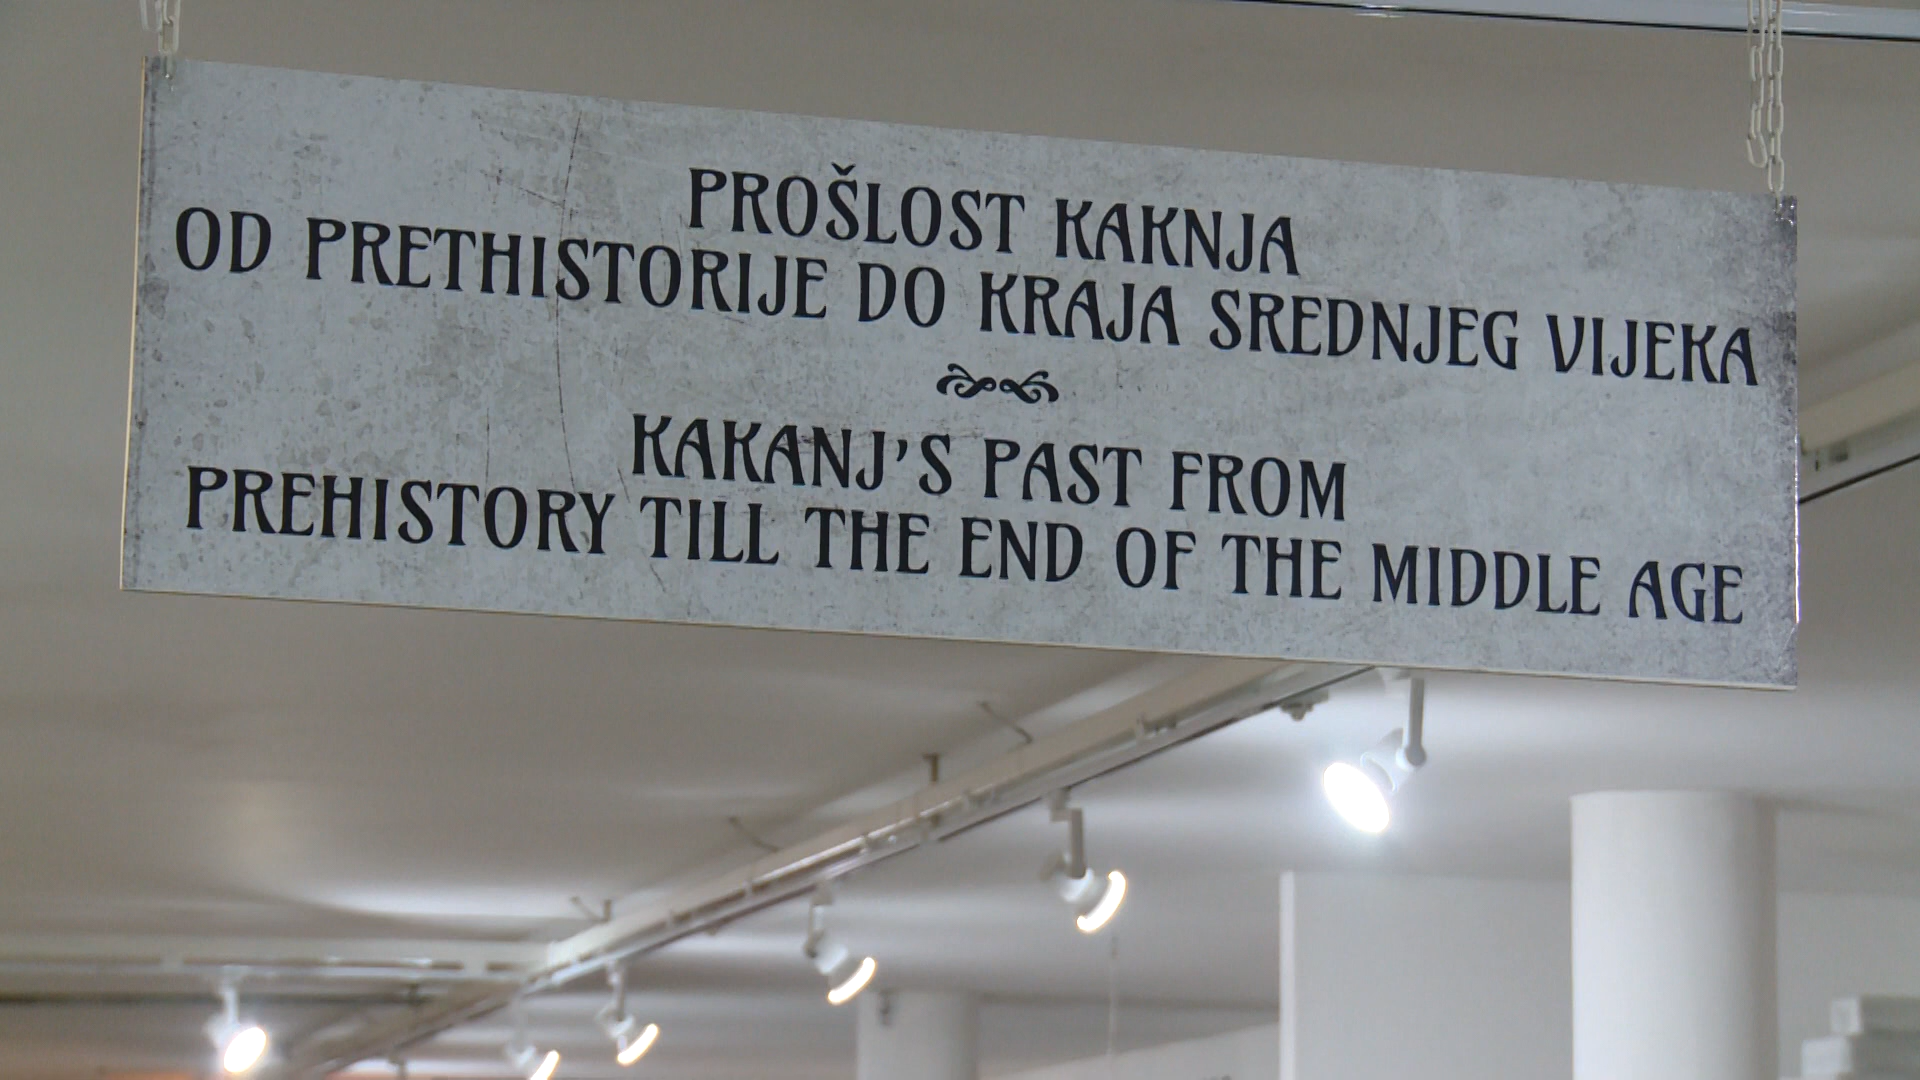 PROŠLOST KAKNJA
OD PRETHISTORIJE DO KRAJA SREDNJEG VIJEKA
KAKANJ'S PAST FROM
PREHISTORY TILL THE END OF THE MIDDLE AGE